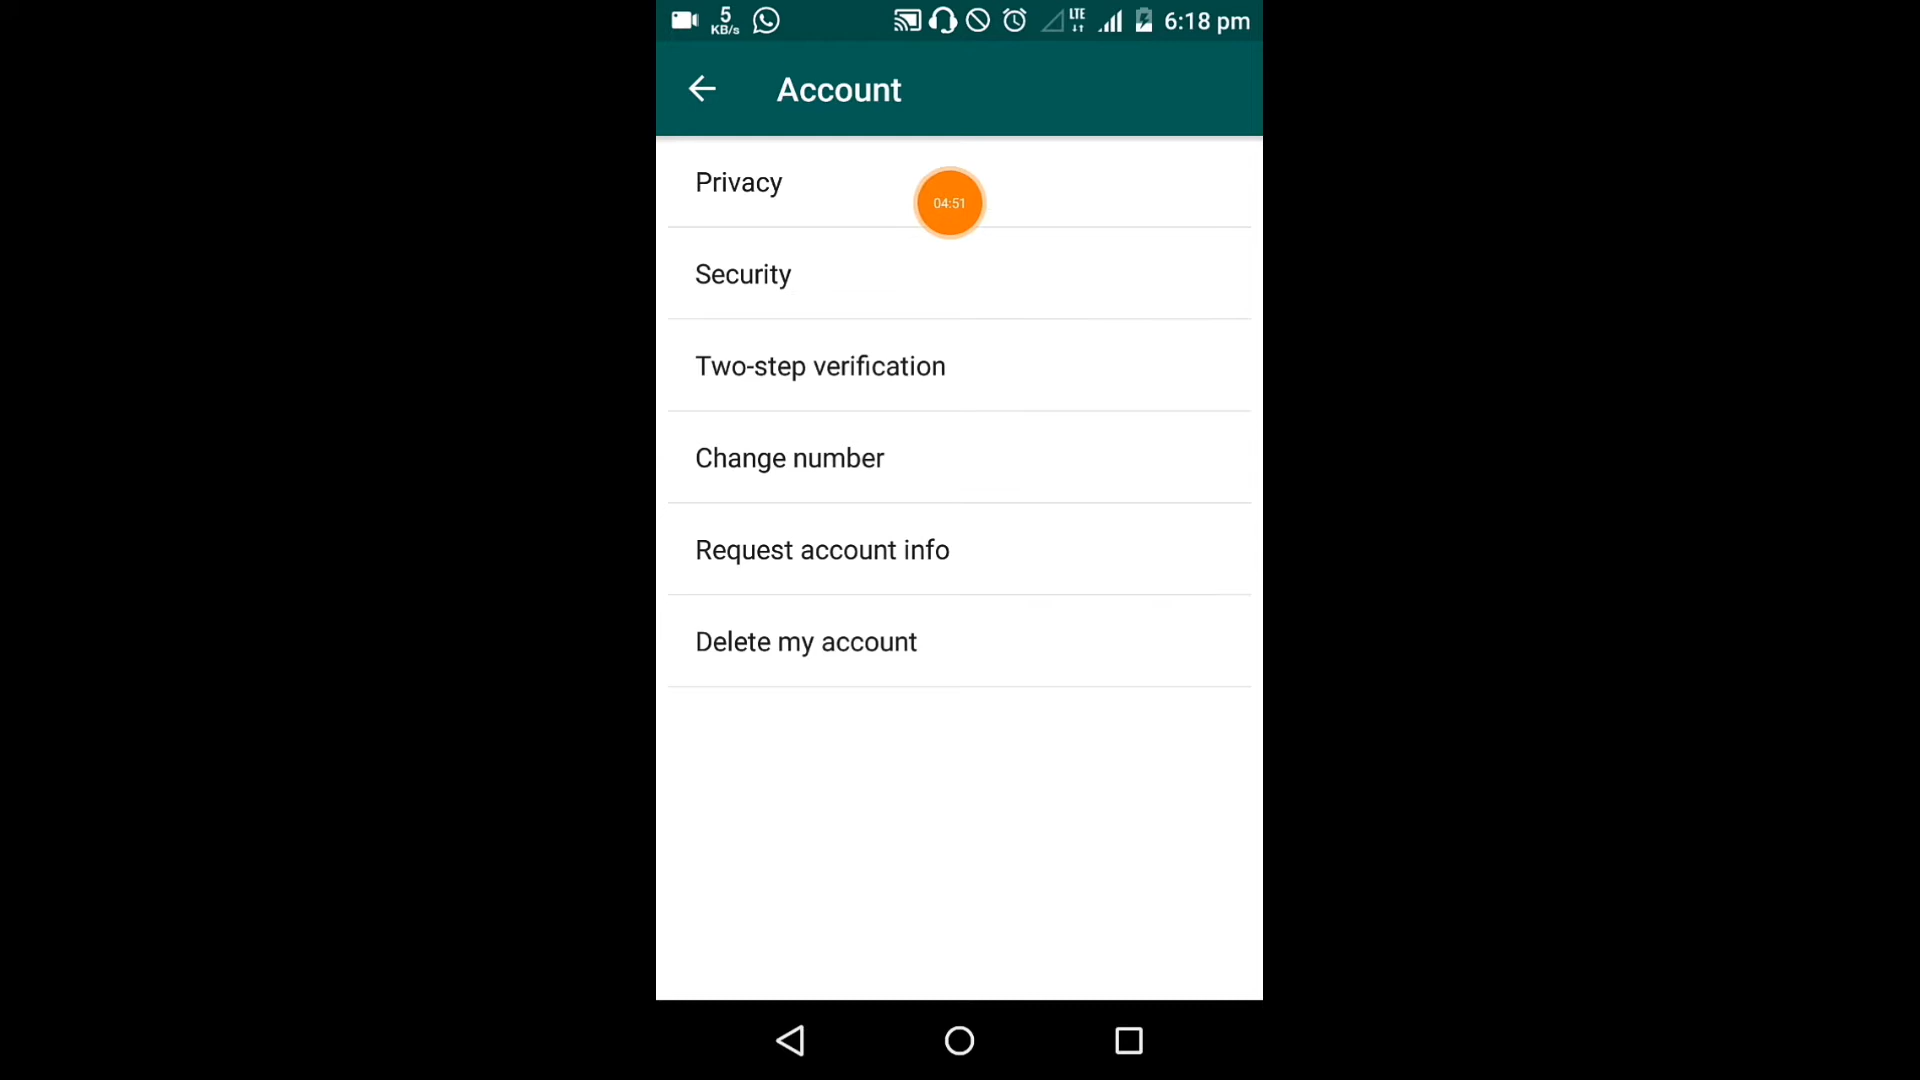 5
KB/s
LTE
6:18 pm
Account
Privacy
04:51
Security
Two-step verification
Change number
Request account info
Delete my account